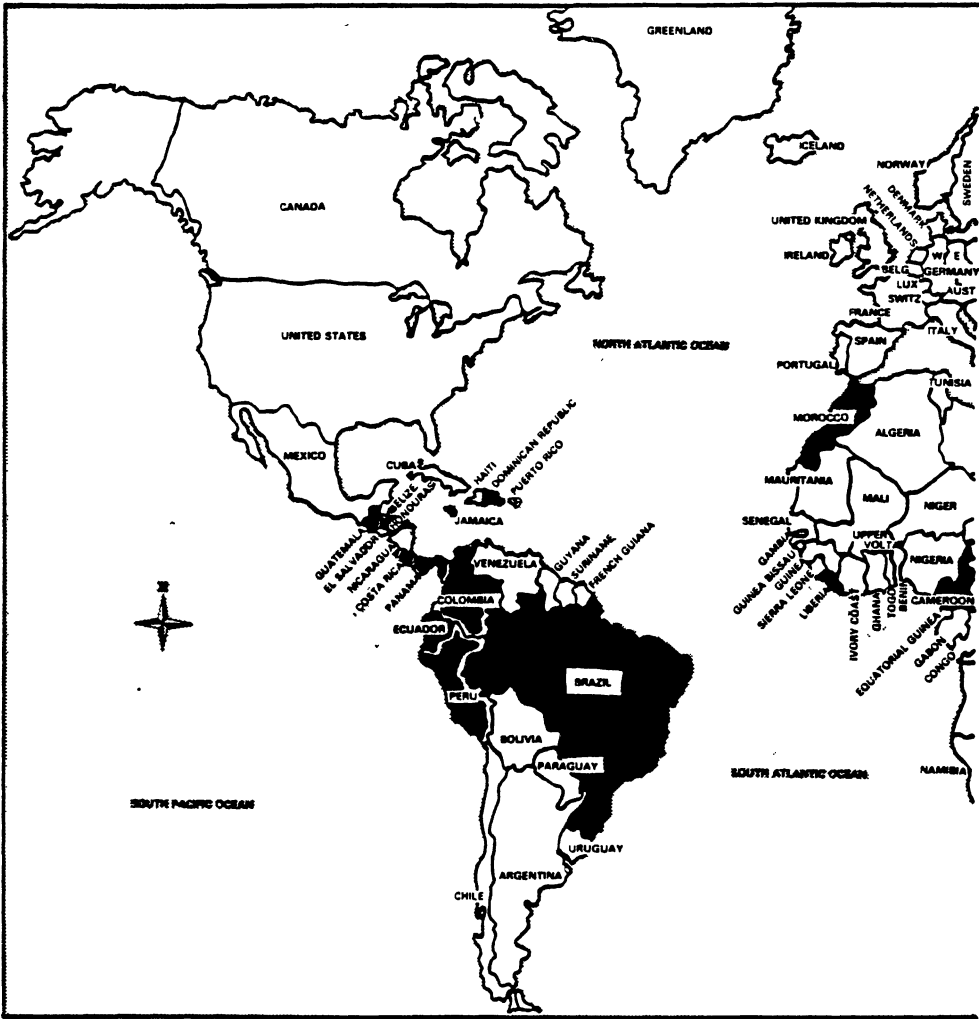 GREENLAND
ICELAND
NORWAY
SWEDEN
DENMARK
NETHERLANDS
CANADA
UNITED KINGDOM
IRELAND
W
E
BELG
GERMANY
LUX
L
AUST
SWITZ
FRANCE
ITALY
UNITED STATES
SPAIN
NORTH ATLANTIC OCEAN
PORTUGAL
TUNISIA
MOROCCO
ALGERIA
MEXICO
CUBA
HAITI
DOMINICAN REPUBLIC
PUERTO RICO
BELIZE
HONDURAS
JAMAICA
MAURITANIA
MALI
NIGER
SENEGAL
GAMBIA
UPPER
VOLT
GUATEMALA
EL SALVADOR
NICARAGUA
COSTA RICA
PANAMA
VENEZUELA
GUYANA
SURINAME
FRENCH GUIANA
GUINEA BISSAU
GUINEA
SIERRA LEONE
LIBERIA
IVORY COAST
GHANA
TOGO
BENIN
NIGERIA
CAMEROON
COLOMBIA
ECUADOR
EQUATORIAL GUINEA
GABON
CONGO
PERU
BRAZIL
BOLIVIA
PARAGUAY
SOUTH ATLANTIC OCEAN
NAMIBIA
SOUTH PACIFIC OCEAN
URUGUAY
ARGENTINA
CHILE